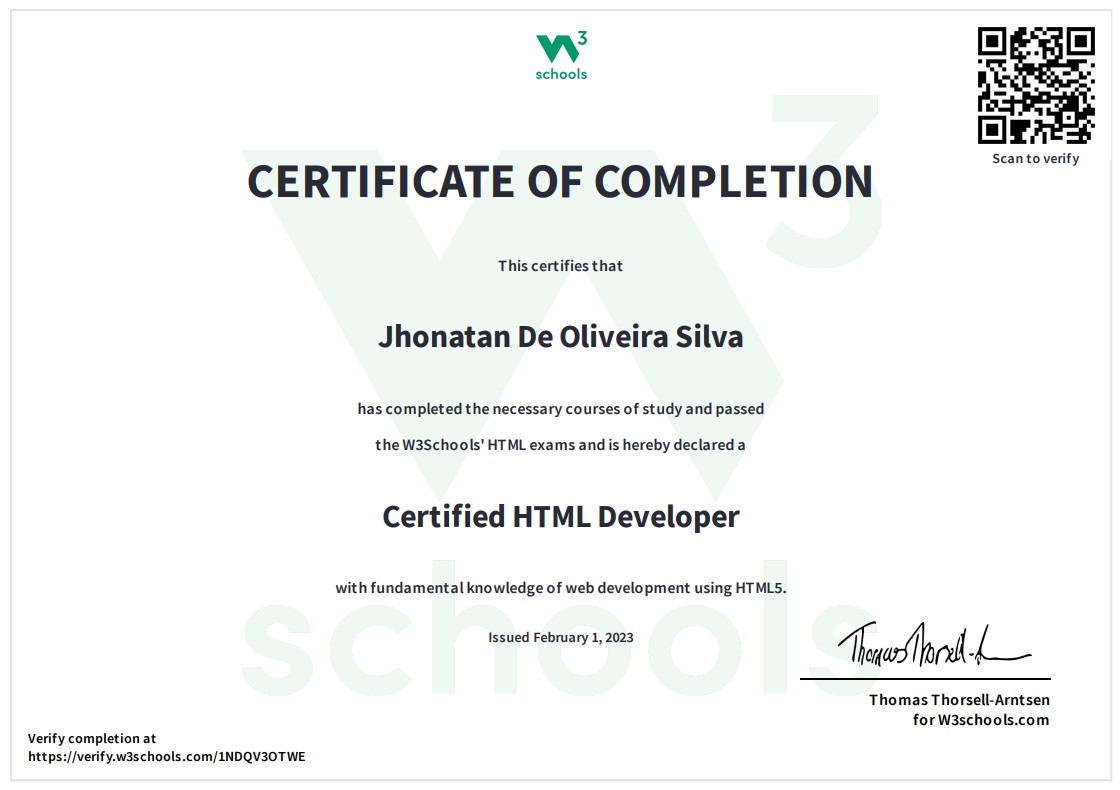 W3
schools
Scan to verify
CERTIFICATE OF COMPLETION
This certifies that
Jhonatan De Oliveira Silva
has completed the necessary courses of study and passed
the W3Schools' HTML exams and is hereby declared a
Certified HTML Developer
with fundamental knowledge of web development using HTML5.
Issued February 1, 2023
Thomas Thorsell-A
Thomas Thorsell-Arntsen
for W3schools.com
Verify completion at
https://verify.w3schools.com/1NDQV3OTWE
W3
schools